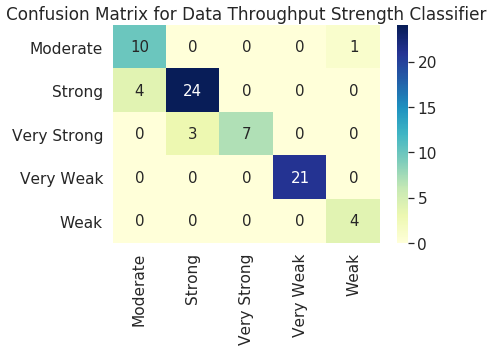 Confusion Matrix for Data Throughput Strength Classifier
Moderate 10 0 0 0 1
Strong 4 24 0 0 0
Very Strong 0 3 7 0 0
Very Weak 0 0 0 21 0
Weak 0 0 0 0 4
Moderate Strong Very Strong Very Weak Weak
20
15
10
5
0